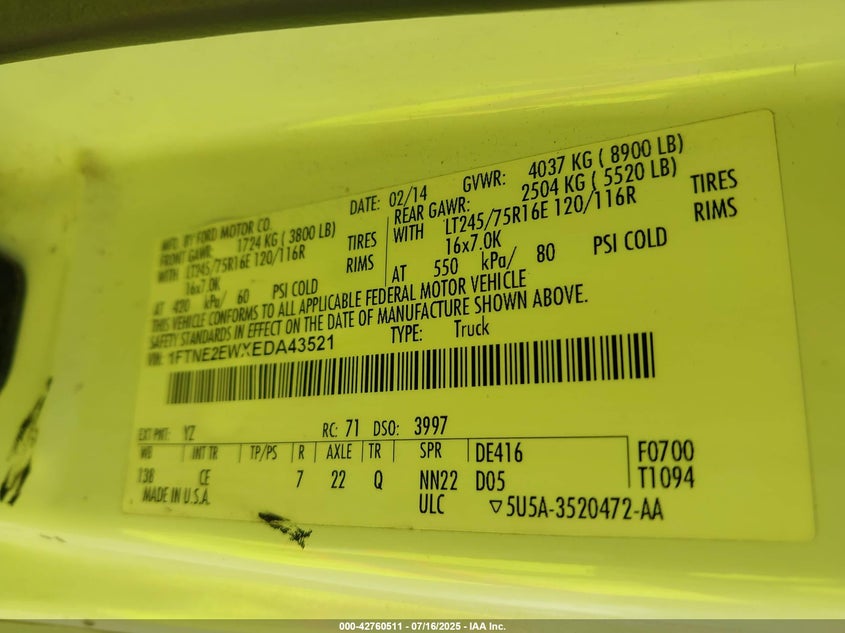 MFD. BY FORD MOTOR CO.
DATE: 02/14 GVWR: 4037 KG ( 8900 LB)
FRONT GAWR: 1724 KG ( 3800 LB)
REAR GAWR: 2504 KG ( 5520 LB)
WITH LT245/75R16E 120/116R TIRES
WITH LT245/75R16E 120/116R TIRES
16x7.0K RIMS
16x7.0K RIMS
AT 420 kPa/ 60 PSI COLD
AT 550 kPa/ 80 PSI COLD
THIS VEHICLE CONFORMS TO ALL APPLICABLE FEDERAL MOTOR VEHICLE
SAFETY STANDARDS IN EFFECT ON THE DATE OF MANUFACTURE SHOWN ABOVE.
VIN: 1FTNE2EWXEDA43521 TYPE: Truck
EXT PNT: YZ RC: 71 DSO: 3997
WB INT TR TP/PS R AXLE TR SPR DE416 F0700
138 CE 7 22 Q NN22 D05 T1094
MADE IN U.S.A. ULC ▽5U5A-3520472-AA
000-42760511 - 07/16/2025 - IAA Inc.